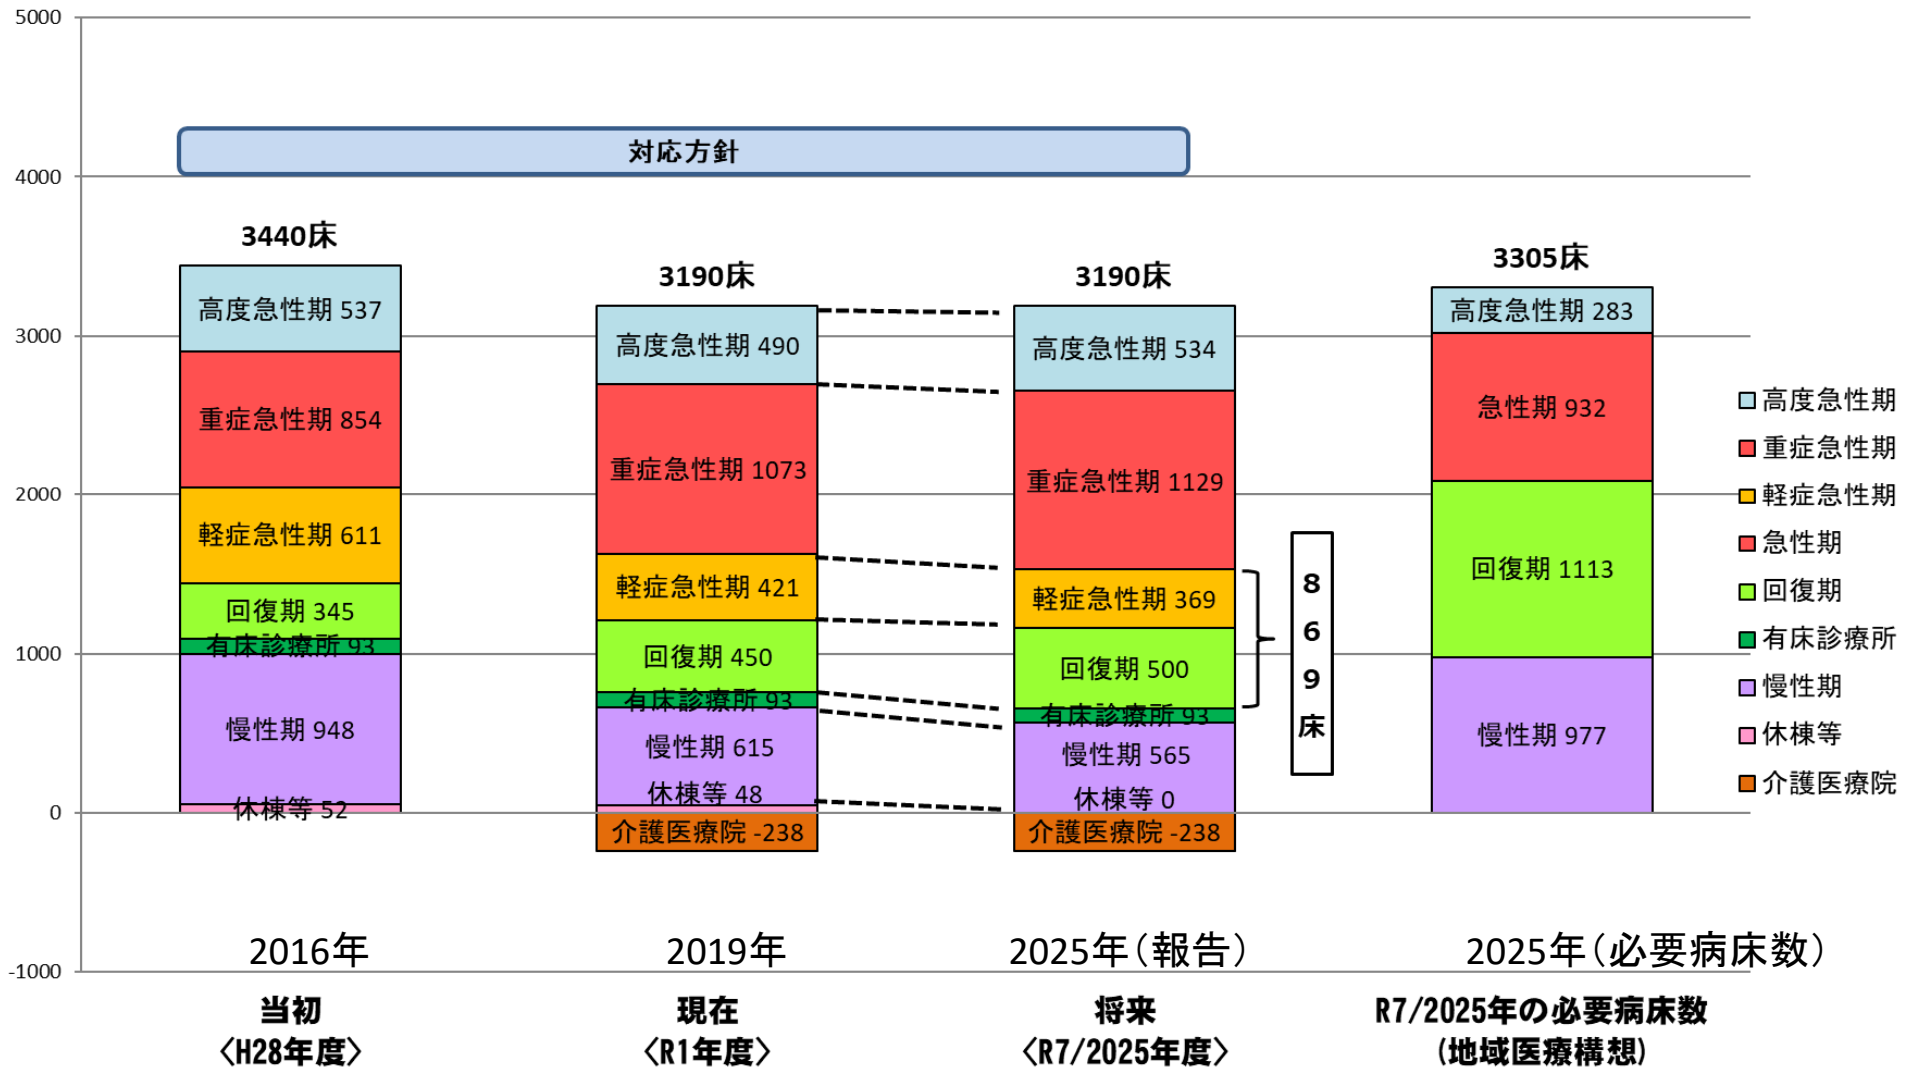 5000
4000
3000
2000
1000
0
-1000
対応方針
3440床
高度急性期 537
重症急性期 854
軽症急性期 611
回復期 345
有床診療所 93
慢性期 948
休棟等 52
3190床
高度急性期 490
重症急性期 1073
軽症急性期 421
回復期 450
有床診療所 93
慢性期 615
休棟等 48
介護医療院 -238
3190床
高度急性期 534
重症急性期 1129
軽症急性期 369
回復期 500
有床診療所 93
慢性期 565
休棟等 0
介護医療院 -238
869床
3305床
高度急性期 283
急性期 932
回復期 1113
慢性期 977
高度急性期
重症急性期
軽症急性期
急性期
回復期
有床診療所
慢性期
休棟等
介護医療院
2016年
2019年
2025年（報告）
2025年（必要病床数）
当初
〈H28年度〉
現在
〈R1年度〉
将来
〈R7/2025年度〉
R7/2025年の必要病床数
(地域医療構想)